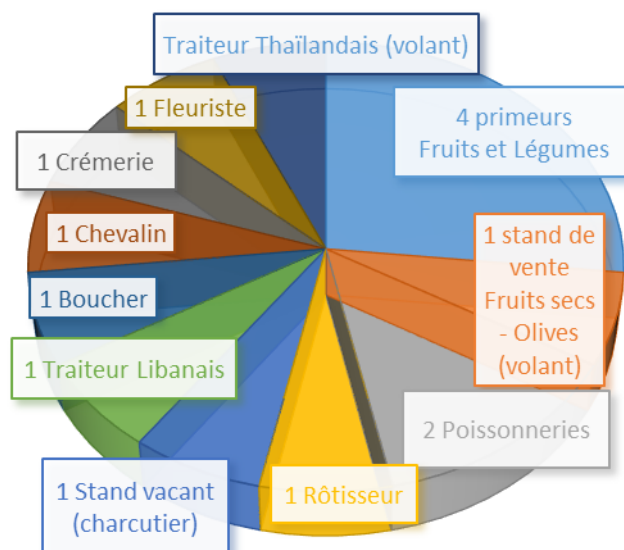 Traiteur Thaïlandais (volant)
4 primeurs
Fruits et Légumes
1 Fleuriste
1 Crémerie
1 Chevalin
1 stand de
vente
Fruits secs
- Olives
(volant)
1 Boucher
1 Traiteur Libanais
2 Poissonneries
1 Stand vacant
(charcutier)
1 Rôtisseur